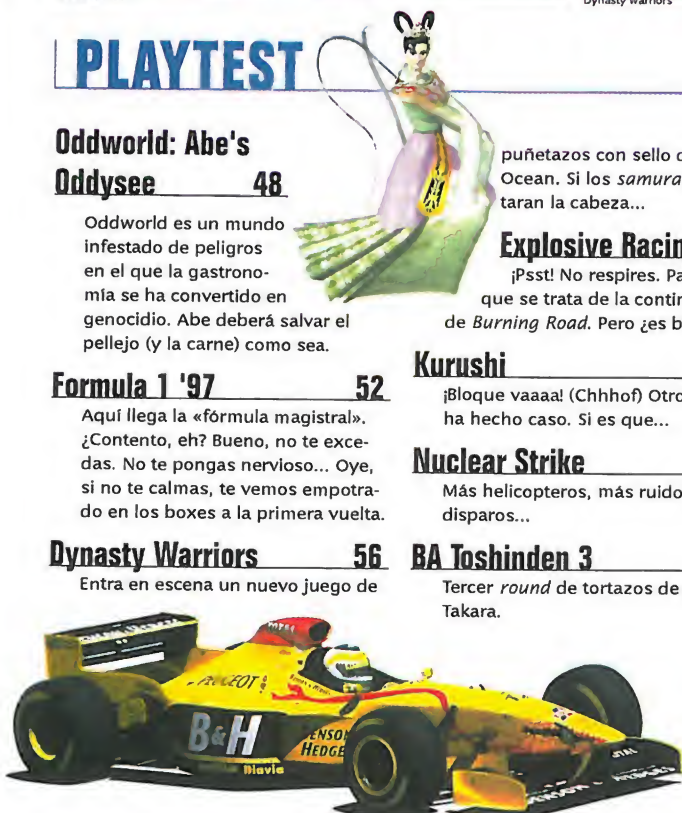 Dynasty Warriors
PLAYTEST
Oddworld: Abe's
Oddysee 48
Oddworld es un mundo
infestado de peligros
en el que la gastrono-
mía se ha convertido en
genocidio. Abe deberá salvar el
pellejo (y la carne) como sea.
Formula 1 '97 52
Aquí llega la «fórmula magistral».
¿Contento, eh? Bueno, no te exce-
das. No te pongas nervioso... Oye,
si no te calmas, te vemos empotra-
do en los boxes a la primera vuelta.
Dynasty Warriors 56
Entra en escena un nuevo juego de
puñetazos con sello
Ocean. Si los
taran la cabeza...
Explosive
¡Psst! No respires.
que se trata de la
de Burning Road. Pero ¿es
Kurushi
¡Bloque vaaaa! (Chhhof)
ha hecho caso. Si es que...
Nuclear Strike
Más helicopteros, más
disparos...
BA Toshinden 3
Tercer round de tortazos de
Takara.
PEUGEOT
B&H
HEDGE
Diavia